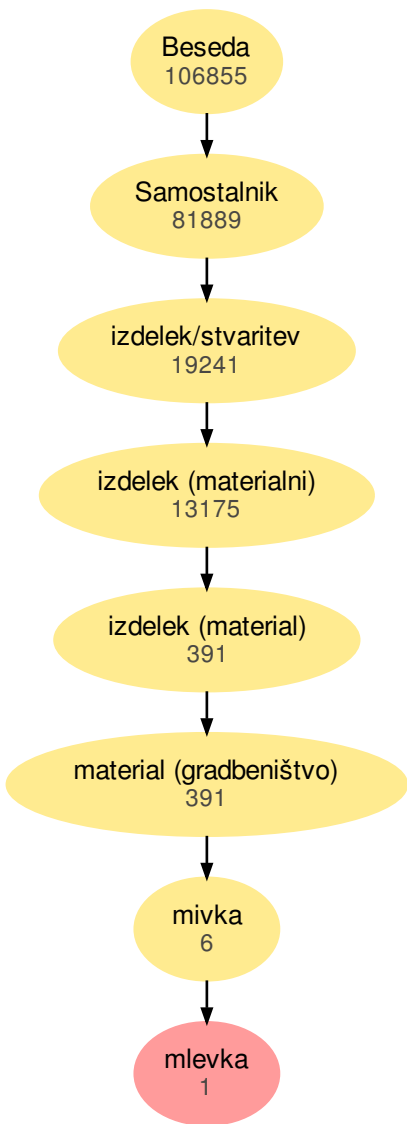 Beseda
106855
Samostalnik
81889
izdelek/stvaritev
19241
izdelek (materialni)
13175
izdelek (material)
391
material (gradbeništvo)
391
mivka
6
mlevka
1